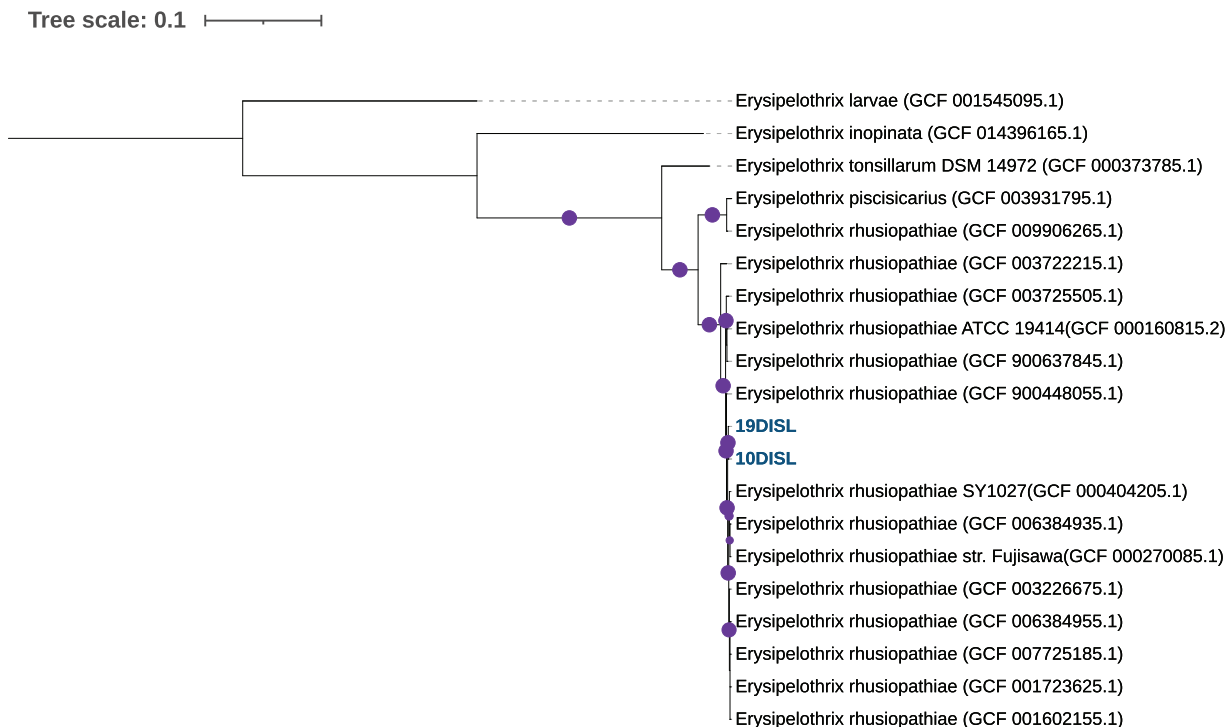 Tree scale: 0.1
Erysipelothrix larvae (GCF 001545095.1)
Erysipelothrix inopinata (GCF 014396165.1)
Erysipelothrix tonsillarum DSM 14972 (GCF 000373785.1)
Erysipelothrix piscisicarius (GCF 003931795.1)
Erysipelothrix rhusiopathiae (GCF 009906265.1)
Erysipelothrix rhusiopathiae (GCF 003722215.1)
Erysipelothrix rhusiopathiae (GCF 003725505.1)
Erysipelothrix rhusiopathiae ATCC 19414(GCF 000160815.2)
Erysipelothrix rhusiopathiae (GCF 900637845.1)
Erysipelothrix rhusiopathiae (GCF 900448055.1)
19DISL
10DISL
Erysipelothrix rhusiopathiae SY1027(GCF 000404205.1)
Erysipelothrix rhusiopathiae (GCF 006384935.1)
Erysipelothrix rhusiopathiae str. Fujisawa(GCF 000270085.1)
Erysipelothrix rhusiopathiae (GCF 003226675.1)
Erysipelothrix rhusiopathiae (GCF 006384955.1)
Erysipelothrix rhusiopathiae (GCF 007725185.1)
Erysipelothrix rhusiopathiae (GCF 001723625.1)
Erysipelothrix rhusiopathiae (GCF 001602155.1)